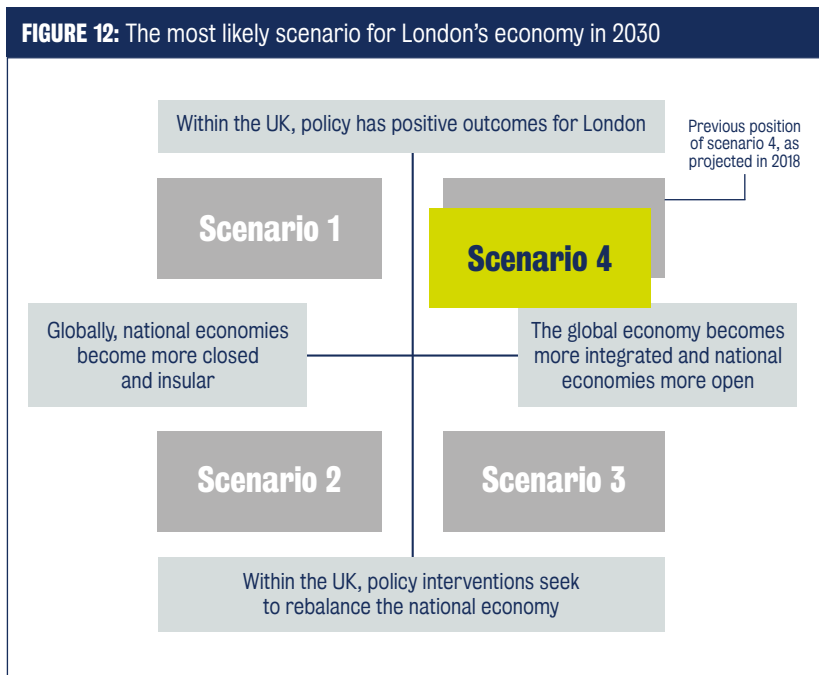 FIGURE 12: The most likely scenario for London's economy in 2030
Within the UK, policy has positive outcomes for London
Previous position
of scenario 4, as
projected in 2018
Scenario 1
Scenario 4
Globally, national economies
become more closed
and insular
The global economy becomes
more integrated and national
economies more open
Scenario 2
Scenario 3
Within the UK, policy interventions seek
to rebalance the national economy